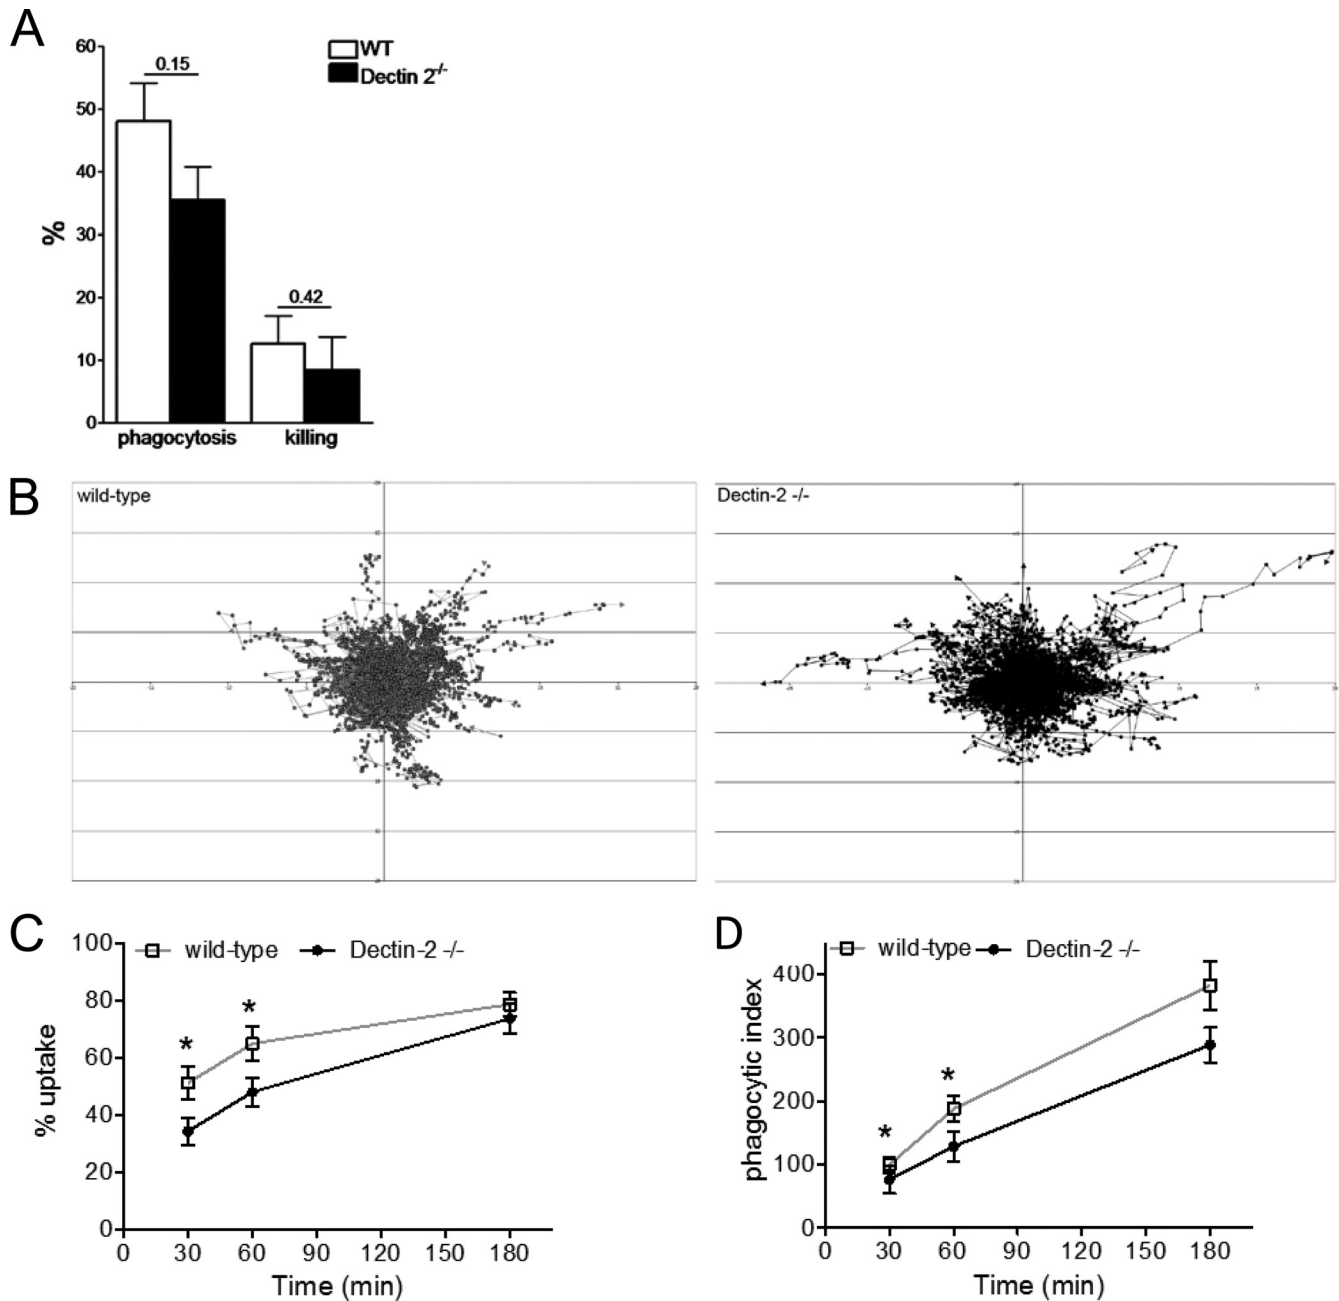 A
WT
Dectin 2-/-
60
50
40
30
20
10
0
%
0.15
0.42
phagocytosis
killing
B
wild-type
Dectin-2 -/-
C
wild-type
Dectin-2 -/-
100
80
60
40
20
0
% uptake
*
*
0 30 60 90 120 150 180
Time (min)
D
wild-type
Dectin-2 -/-
400
300
200
100
0
phagocytic index
*
*
0 30 60 90 120 150 180
Time (min)